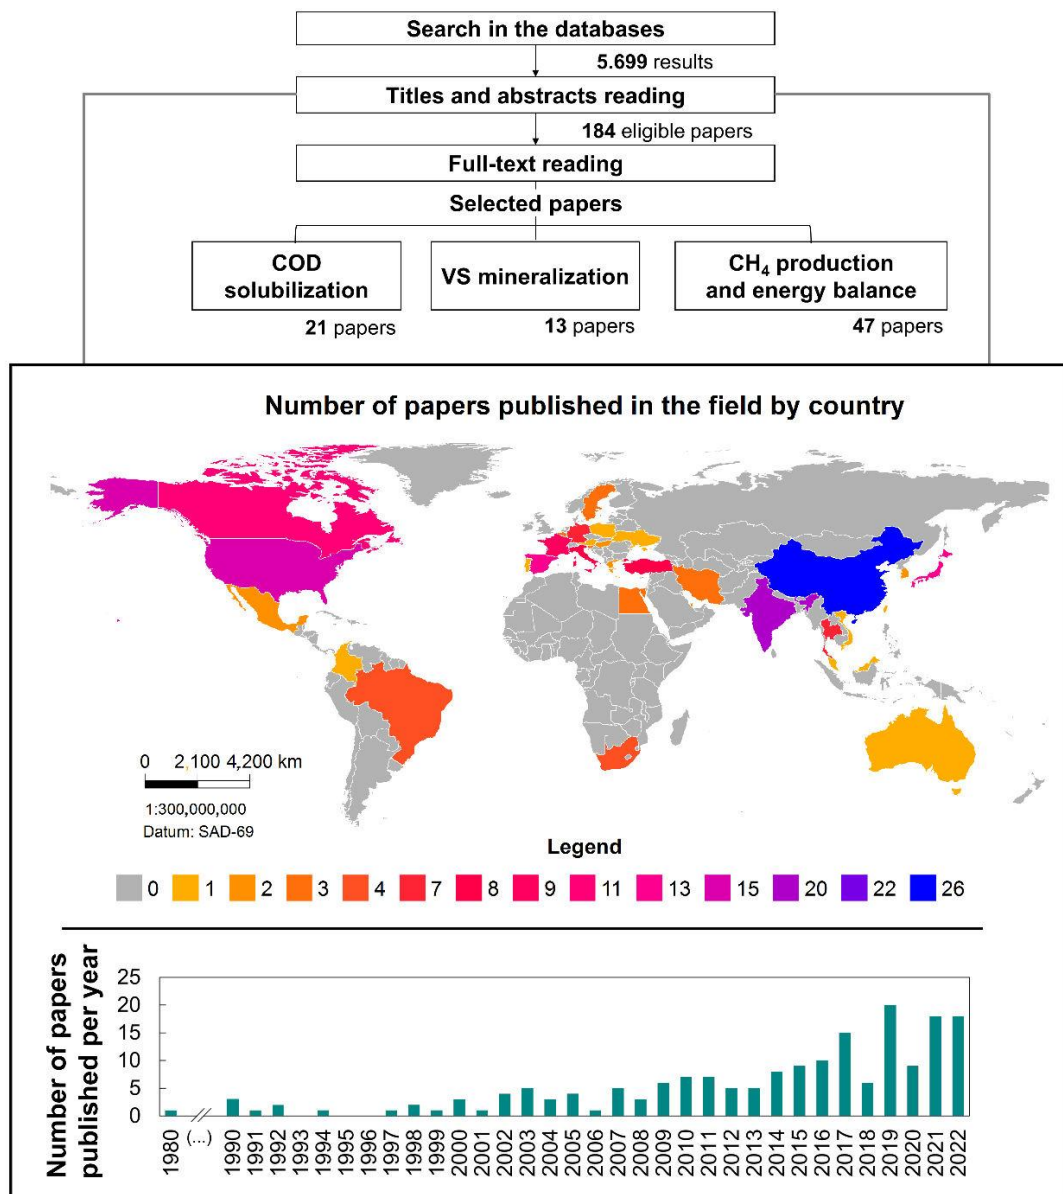 Search in the databases
5.699 results
Titles and abstracts reading
184 eligible papers
Full-text reading
Selected papers
COD
solubilization
VS mineralization
CH₄ production
and energy balance
21 papers
13 papers
47 papers
Number of papers published in the field by country
0 2,100 4,200 km
1:300,000,000
Datum: SAD-69
Legend
0 1 2 3 4 7 8 9 11 13 15 20 22 26
Number of papers
published per year
25
20
15
10
5
0
1980 (...) 1990 1991 1992 1993 1994 1995 1996 1997 1998 1999 2000 2001 2002 2003 2004 2005 2006 2007 2008 2009 2010 2011 2012 2013 2014 2015 2016 2017 2018 2019 2020 2021 2022